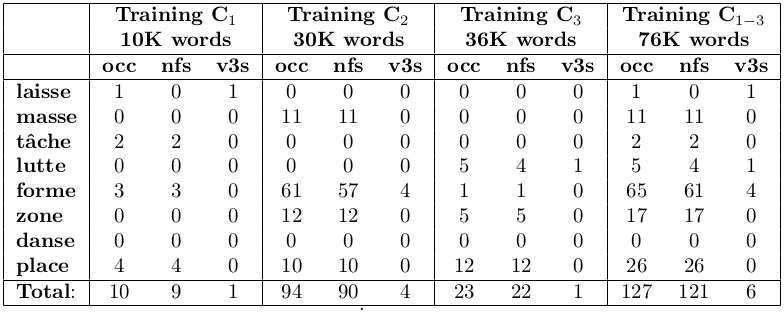 Training C1 Training C2 Training C3 Training C1−3
10K words 30K words 36K words 76K words
occ nfs v3s occ nfs v3s occ nfs v3s occ nfs v3s
laisse 1 0 1 0 0 0 0 0 0 1 0 1
masse 0 0 0 11 11 0 0 0 0 11 11 0
tâche 2 2 0 0 0 0 0 0 0 2 2 0
lutte 0 0 0 0 0 0 5 4 1 5 4 1
forme 3 3 0 61 57 4 1 1 0 65 61 4
zone 0 0 0 12 12 0 5 5 0 17 17 0
danse 0 0 0 0 0 0 0 0 0 0 0 0
place 4 4 0 10 10 0 12 12 0 26 26 0
Total: 10 9 1 94 90 4 23 22 1 127 121 6